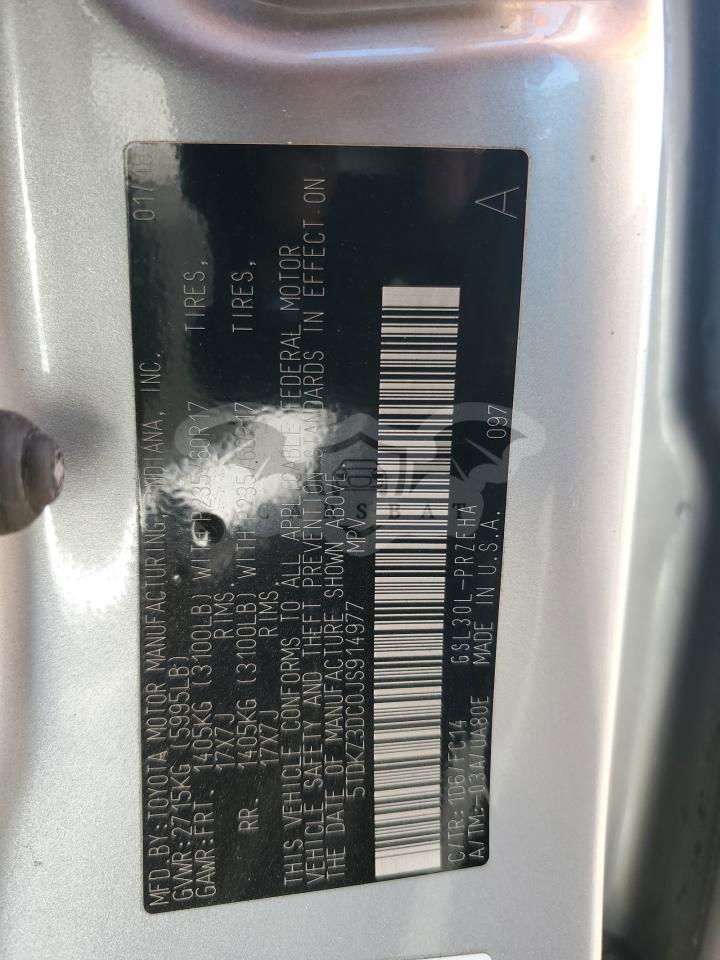 MFD.BY:TOYOTA MOTOR MANUFACTURING, INDIANA, INC. 01/
GVWR:2715KG (5995LB)
GAWR:FRT. 1405KG (3100LB) WITH P235/60R17 TIRES,
17X7J RIMS.
RR. 1405KG (3100LB) WITH P235/60R17 TIRES,
17X7J RIMS.
THIS VEHICLE CONFORMS TO ALL APPLICABLE FEDERAL MOTOR
VEHICLE SAFETY AND THEFT PREVENTION STANDARDS IN EFFECT ON
THE DATE OF MANUFACTURE SHOWN ABOVE.
5TDKZ3DC0JS914977 MPV
C/TR:1D6/FC14 GSL30L-PRZEHA 097
A/TM:-03A/UA80E MADE IN U.S.A. A